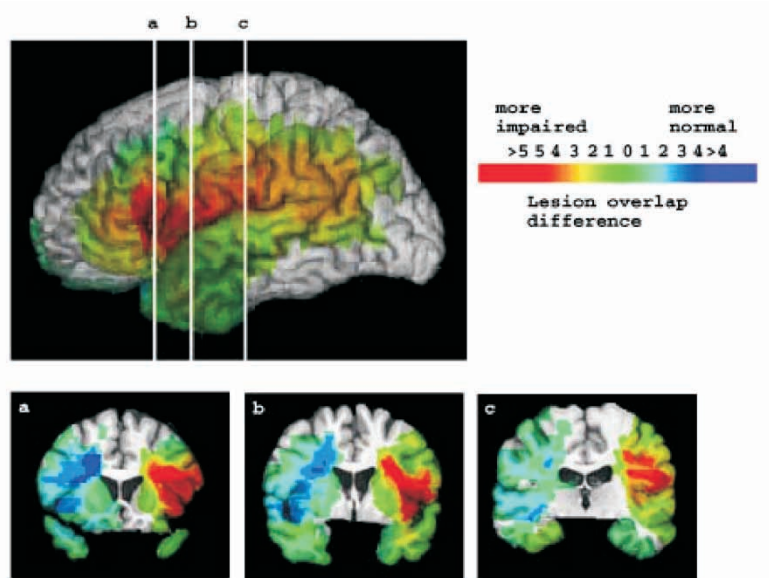 a b c
more more
impaired normal
>5 5 4 3 2 1 0 1 2 3 4 >4
Lesion overlap
difference
a b c